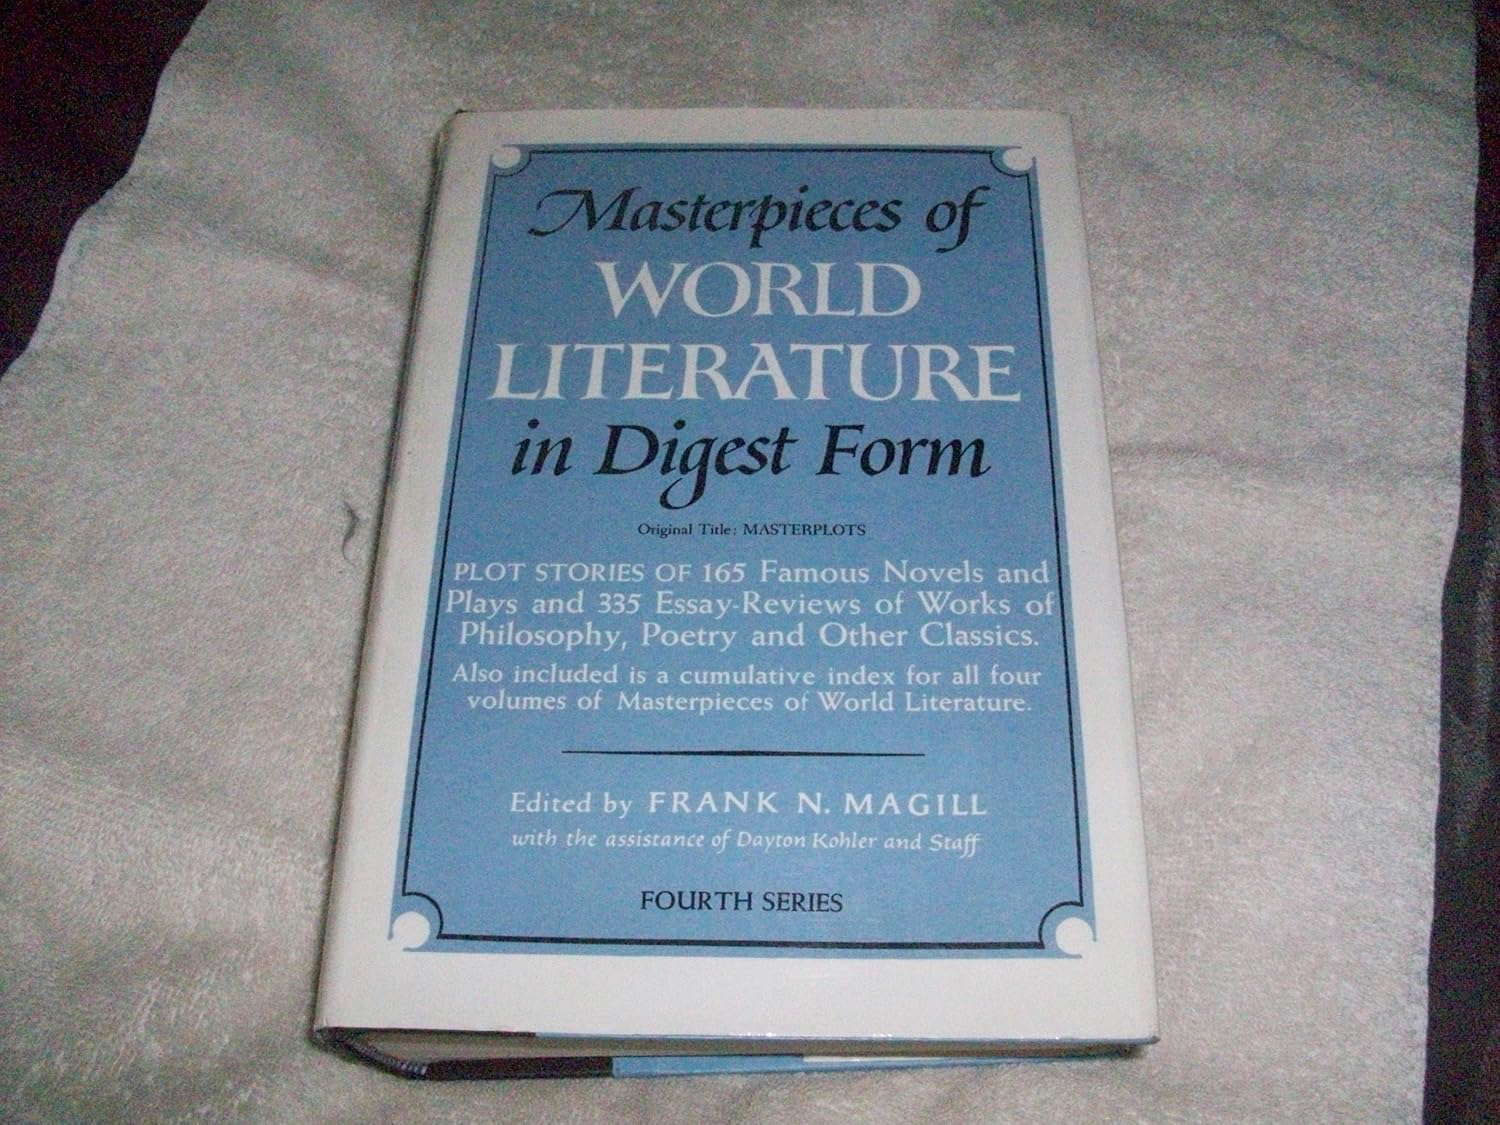 Masterpieces of
WORLD
LITERATURE
in Digest Form
Original Title: MASTERPLOTS
PLOT STORIES OF 165 Famous Novels and
Plays and 335 Essay-Reviews of Works of
Philosophy, Poetry and Other Classics.
Also included is a cumulative index for all four
volumes of Masterpieces of World Literature.
Edited by FRANK N. MAGILL
with the assistance of Dayton Kohler and Staff
FOURTH SERIES